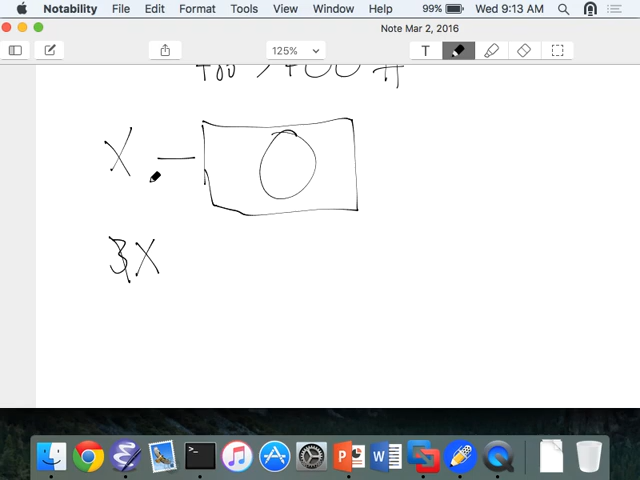 Notability File Edit Format Tools View Window Help 99% Wed 9:13 AM
Note Mar 2, 2016
125% T
X
3X
P W